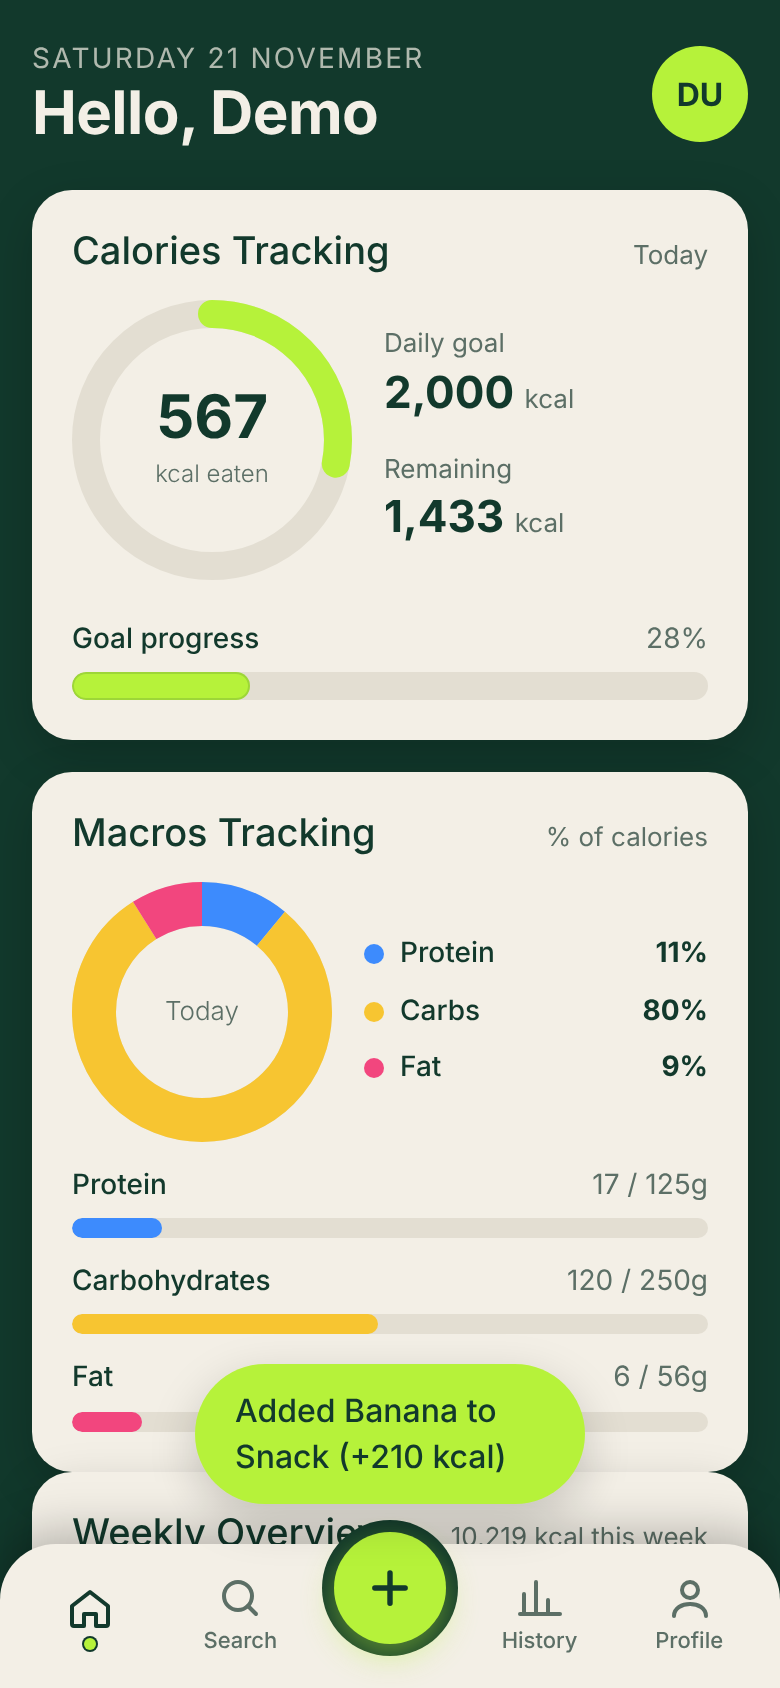 SATURDAY 21 NOVEMBER
Hello, Demo
DU
Calories Tracking
Today
567
kcal eaten
Daily goal
2,000 kcal
Remaining
1,433 kcal
Goal progress
28%
Macros Tracking
% of calories
Today
Protein 11%
Carbs 80%
Fat 9%
Protein 17 / 125g
Carbohydrates 120 / 250g
Fat 6 / 56g
Added Banana to
Snack (+210 kcal)
Weekly Overview
10,219 kcal this week
Search
History
Profile